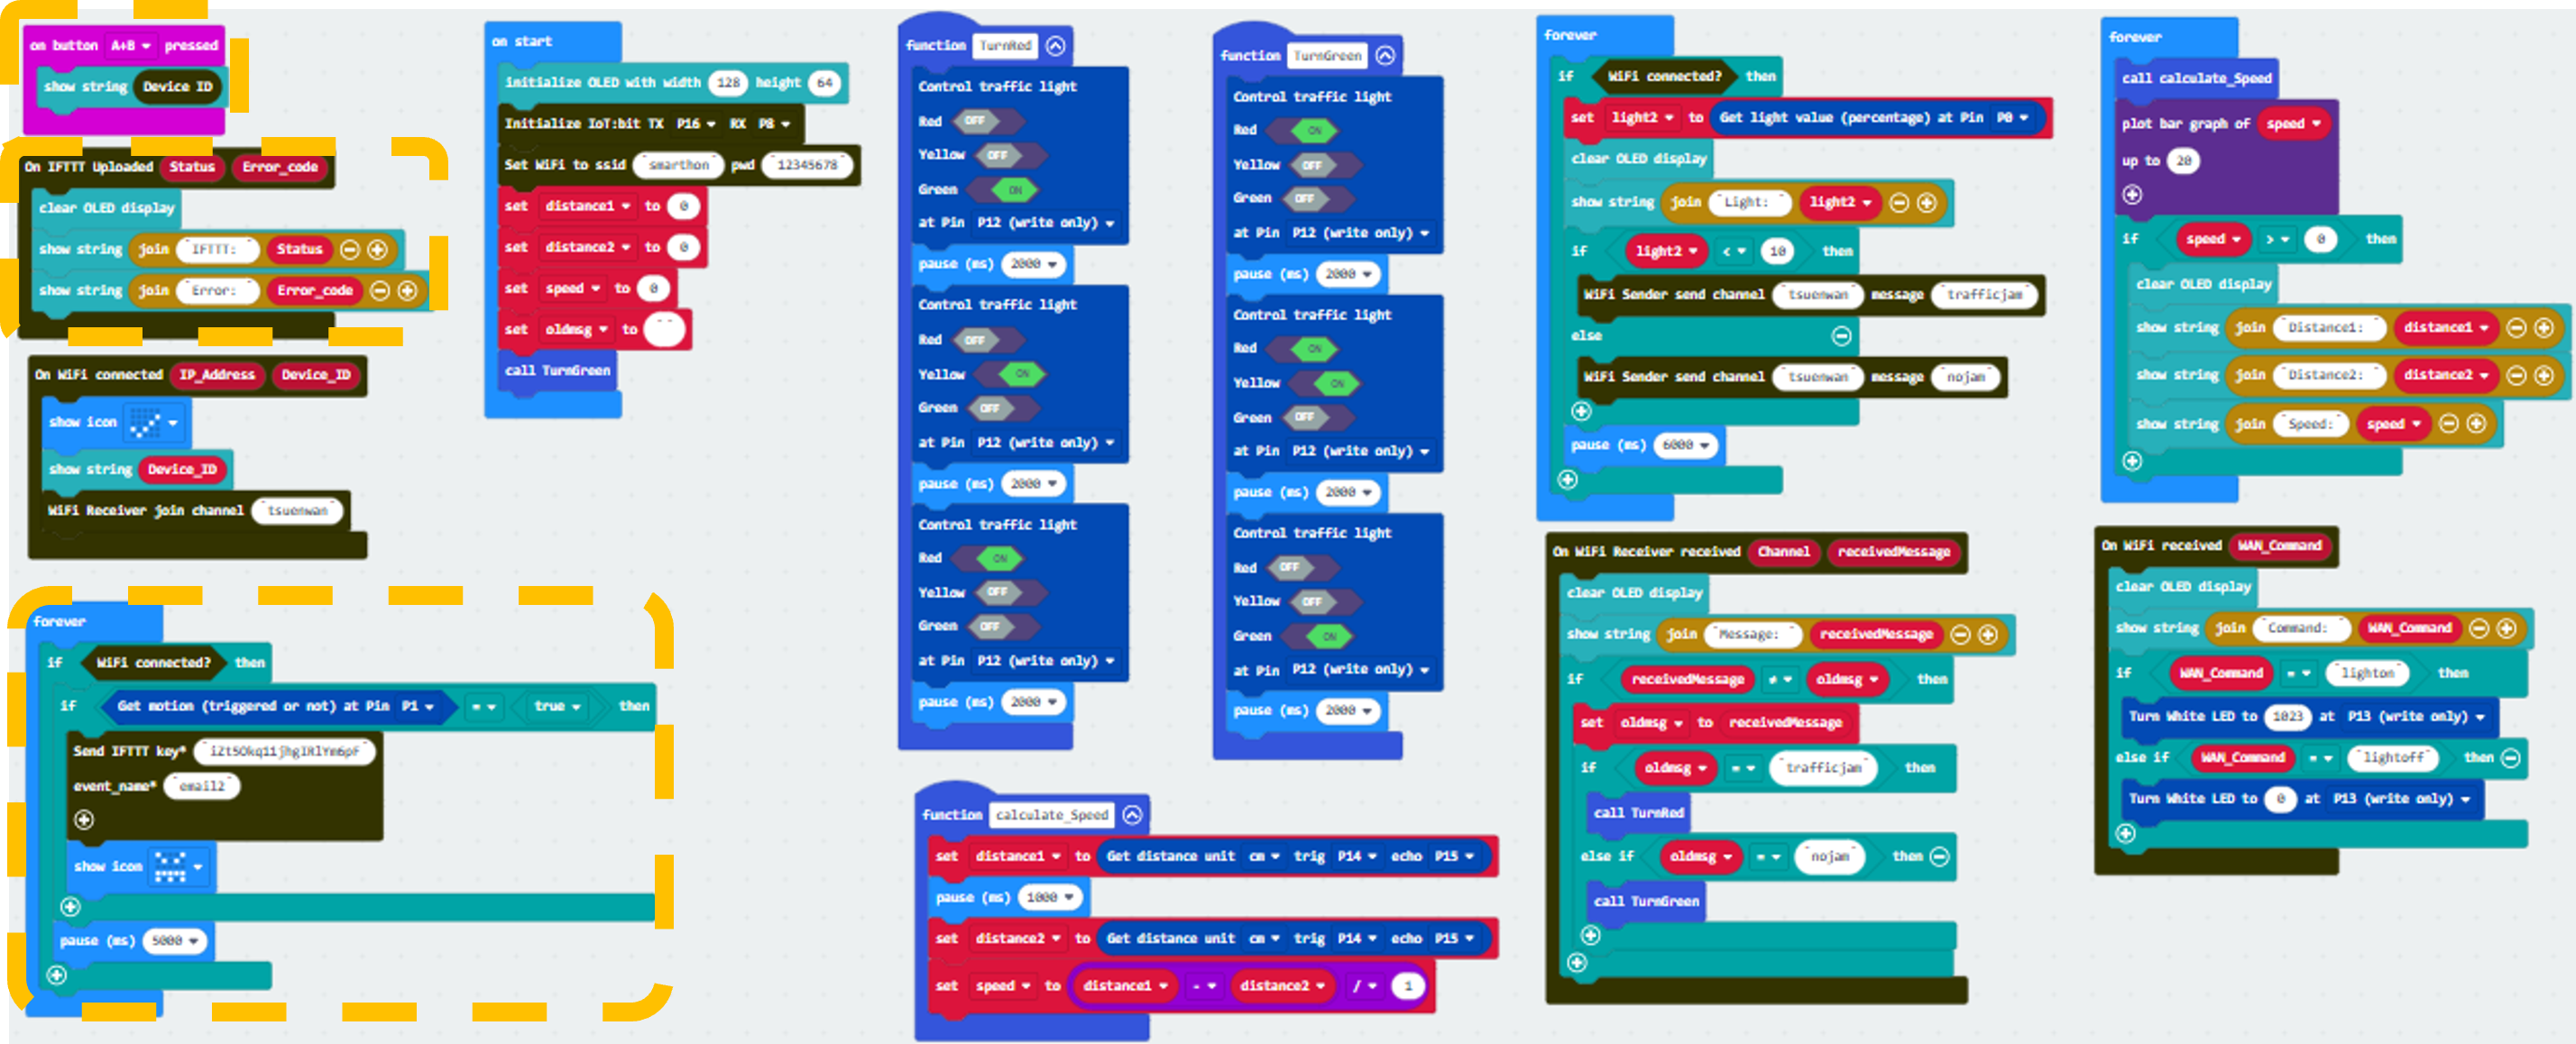 on button A+B pressed
show string Device ID
On IFTTT Uploaded Status Error_code
clear OLED display
show string join "IFTTT: " Status
show string join "Error: " Error_code
On WiFi connected IP_Address Device_ID
show icon
show string Device_ID
WiFi Receiver join channel "tsuenwan"
forever
if WiFi connected? then
if Get motion (triggered or not) at Pin P1 = true then
Send IFTTT key*
event_name* "email2"
show icon
pause (ms) 5000
on start
initialize OLED with width 128 height 64
Initialize IoT:bit TX P16 RX P8
Set WiFi to ssid "smarthon" pwd "12345678"
set distance1 to 0
set distance2 to 0
set speed to 0
set oldmsg to " "
call TurnGreen
function TurnRed
Control traffic light
Red OFF
Yellow OFF
Green ON
at Pin P12 (write only)
pause (ms) 2000
Control traffic light
Red OFF
Yellow ON
Green OFF
at Pin P12 (write only)
pause (ms) 2000
Control traffic light
Red ON
Yellow OFF
Green OFF
at Pin P12 (write only)
pause (ms) 2000
function TurnGreen
Control traffic light
Red ON
Yellow OFF
Green OFF
at Pin P12 (write only)
pause (ms) 2000
Control traffic light
Red ON
Yellow ON
Green OFF
at Pin P12 (write only)
pause (ms) 2000
Control traffic light
Red OFF
Yellow OFF
Green ON
at Pin P12 (write only)
pause (ms) 2000
function calculate_Speed
set distance1 to Get distance unit cm trig P14 echo P15
pause (ms) 1000
set distance2 to Get distance unit cm trig P14 echo P15
set speed to distance1 - distance2 / 1
forever
if WiFi connected? then
set light2 to Get light value (percentage) at Pin P0
clear OLED display
show string join "Light: " light2
if light2 < 10 then
WiFi Sender send channel "tsuenwan" message "trafficjam"
else
WiFi Sender send channel "tsuenwan" message "nojam"
pause (ms) 6000
On WiFi Receiver received Channel receivedMessage
clear OLED display
show string join "Message: " receivedMessage
if receivedMessage ≠ oldmsg then
set oldmsg to receivedMessage
if oldmsg = "trafficjam" then
call TurnRed
else if oldmsg = "nojam" then
call TurnGreen
forever
call calculate_Speed
plot bar graph of speed
up to 20
if speed > 0 then
clear OLED display
show string join "Distance1: " distance1
show string join "Distance2: " distance2
show string join "Speed: " speed
On WiFi received WAN_Command
clear OLED display
show string join "Command: " WAN_Command
if WAN_Command = "lighton" then
Turn White LED to 1023 at P13 (write only)
else if WAN_Command = "lightoff" then
Turn White LED to 0 at P13 (write only)